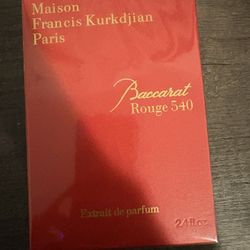 Maison
Francis Kurkdjian
Paris
Baccarat
Rouge 540
Extrait de parfum
2.4 fl.oz